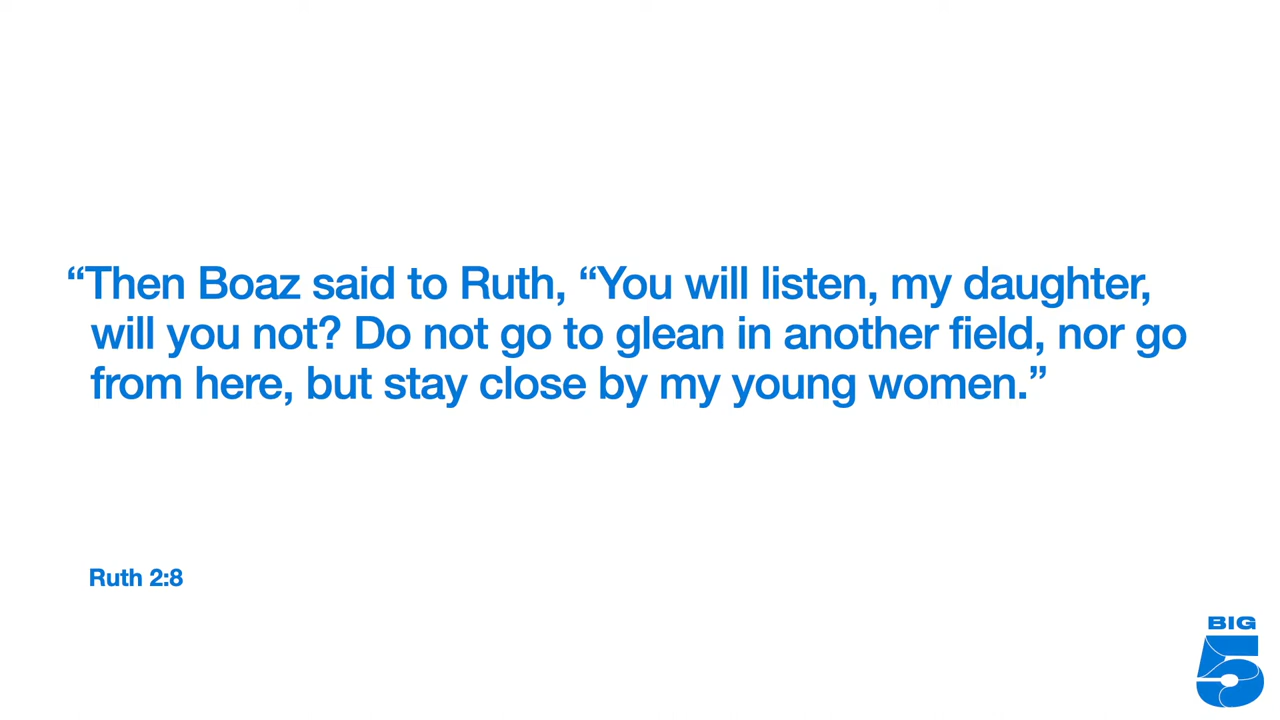 “Then Boaz said to Ruth, “You will listen, my daughter,
will you not? Do not go to glean in another field, nor go
from here, but stay close by my young women.”
Ruth 2:8
BIG
5